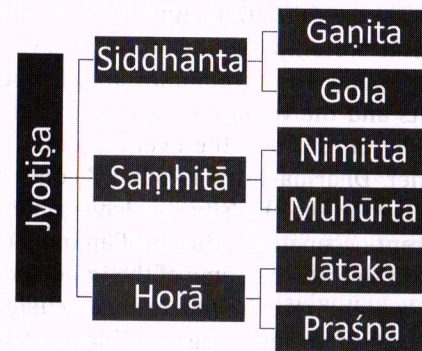 Jyotiṣa
Siddhānta
Gaṇita
Gola
Saṃhitā
Nimitta
Muhūrta
Horā
Jātaka
Praśna